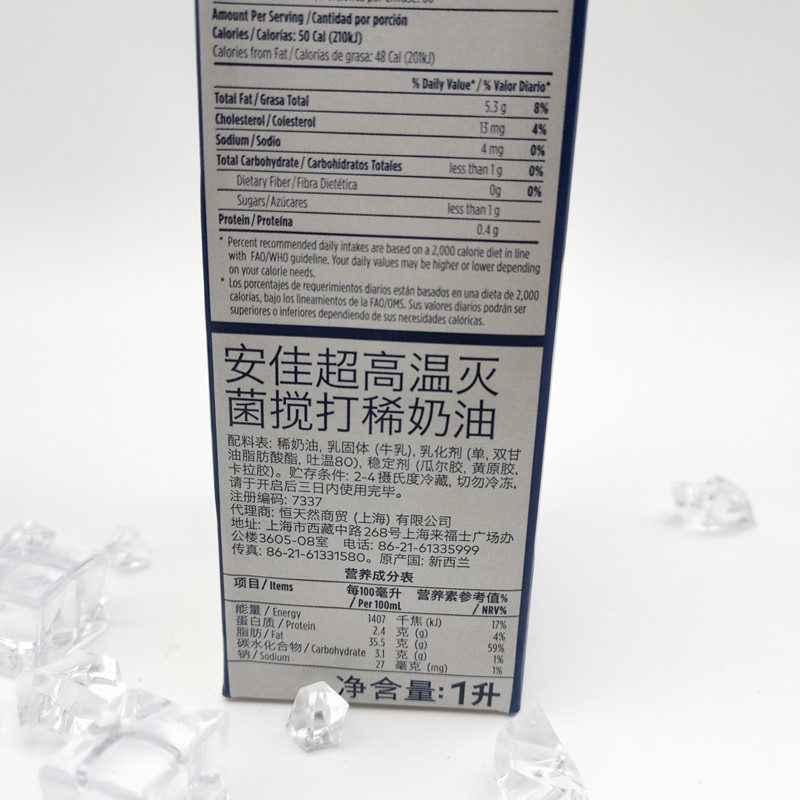 Amount Per Serving / Cantidad por porción
Calories / Calorías: 50 Cal (210kJ)
Calories from Fat / Calorías de grasa: 48 Cal (201kJ)
% Daily Value* / % Valor Diario*
Total Fat / Grasa Total 5.3 g 8%
Cholesterol / Colesterol 13 mg 4%
Sodium / Sodio 4 mg 0%
Total Carbohydrate / Carbohidratos Totales less than 1 g 0%
Dietary Fiber / Fibra Dietética 0g 0%
Sugars / Azúcares less than 1 g
Protein / Proteína 0.4 g
* Percent recommended daily intakes are based on a 2,000 calorie diet in line
with FAO/WHO guideline. Your daily values may be higher or lower depending
on your calorie needs.
* Los porcentajes de requerimientos diarios están basados en una dieta de 2,000
calorías, bajo los lineamientos de la FAO/OMS. Sus valores diarios podrán ser
superiores o inferiores dependiendo de sus necesidades calóricas.
安佳超高温灭
菌搅打稀奶油
配料表: 稀奶油, 乳固体 (牛乳), 乳化剂 (单, 双甘
油脂肪酸酯, 吐温80), 稳定剂 (瓜尔胶, 黄原胶,
卡拉胶)。贮存条件: 2-4摄氏度冷藏, 切勿冷冻,
请于开启后三日内使用完毕。
注册编码: 7337
代理商: 恒天然商贸 (上海) 有限公司
地址: 上海市西藏中路268号上海来福士广场办
公楼3605-08室 电话: 86-21-61335999
传真: 86-21-61331580。原产国: 新西兰
营养成分表
项目 / Items 每100毫升 营养素参考值%
/ Per 100mL / NRV%
能量 / Energy 1407 千焦 (kJ) 17%
蛋白质 / Protein 2.4 克 (g) 4%
脂肪 / Fat 35.5 克 (g) 59%
碳水化合物 / Carbohydrate 3.1 克 (g) 1%
钠 / Sodium 27 毫克 (mg) 1%
净含量: 1升